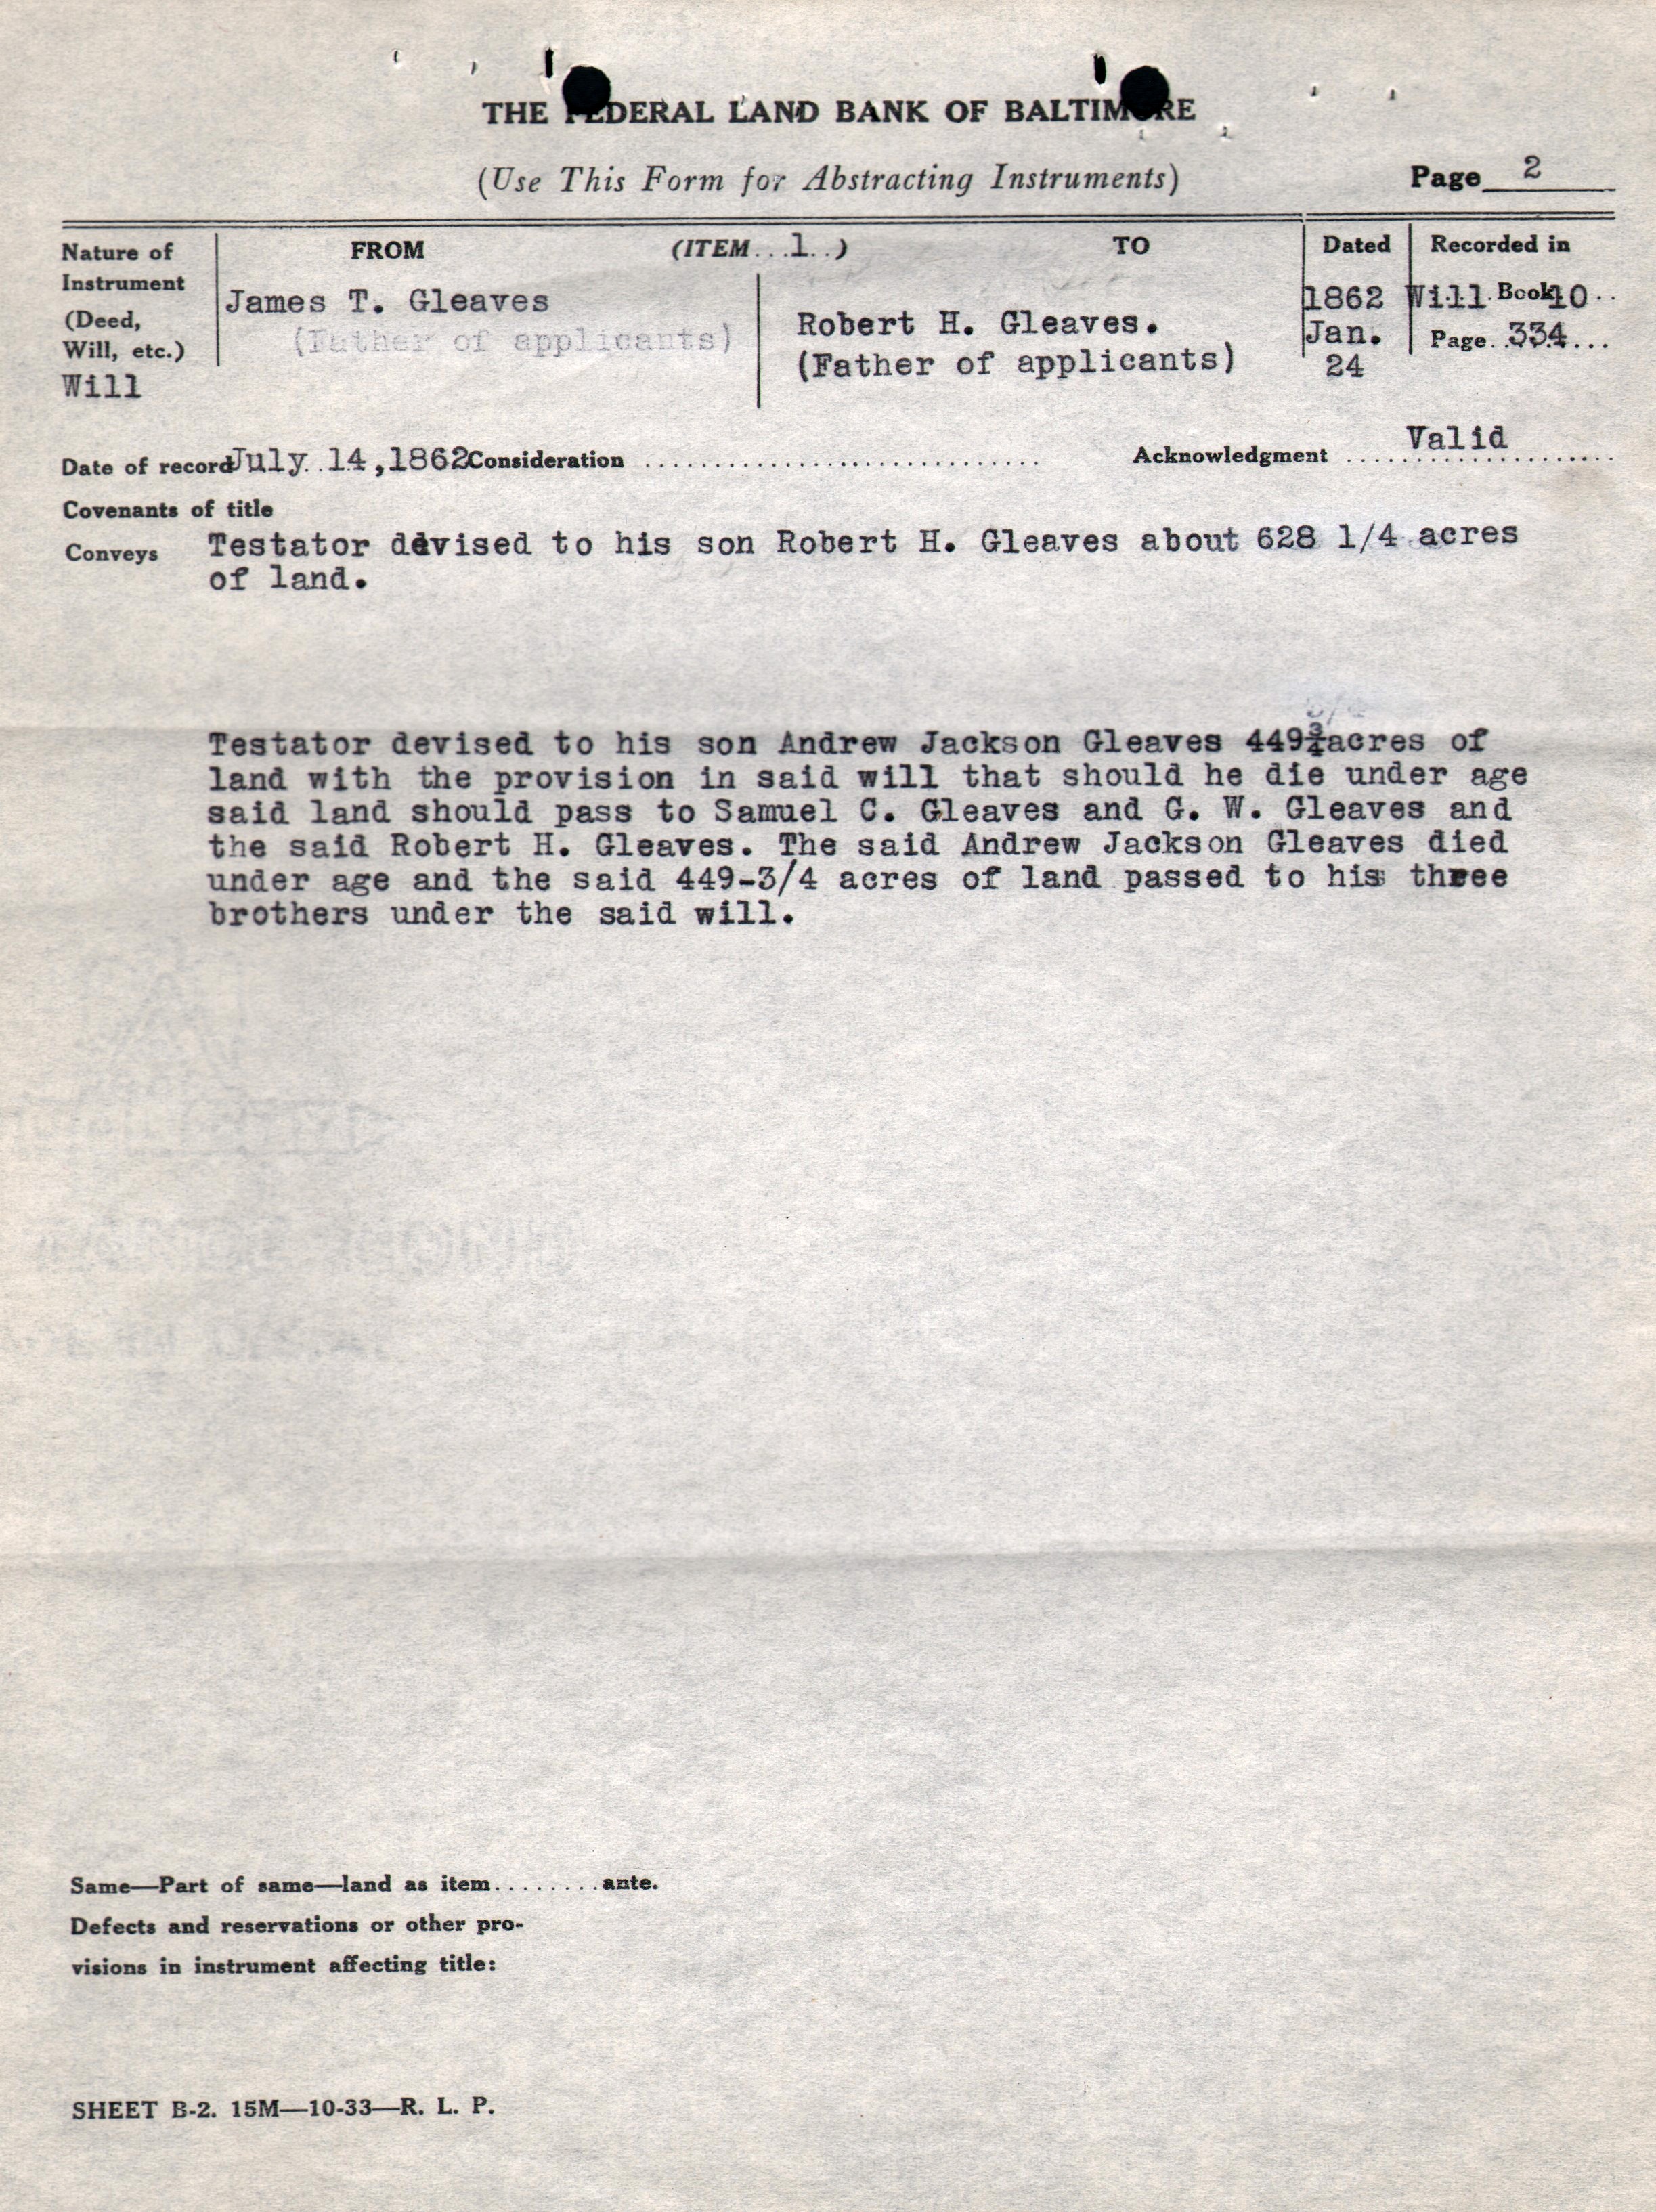 THE FEDERAL LAND BANK OF BALTIMORE
(Use This Form for Abstracting Instruments)
Page 2
Nature of Instrument (Deed, Will, etc.)
Will
FROM
(ITEM...1..)
TO
Dated
Recorded in
James T. Gleaves
(Father of applicants)
Robert H. Gleaves.
(Father of applicants)
1862
Jan.
24
Will Book 10
Page 334
Date of record July 14,1862 Consideration
Acknowledgment Valid
Covenants of title
Conveys Testator devised to his son Robert H. Gleaves about 628 1/4 acres
of land.
Testator devised to his son Andrew Jackson Gleaves 449¾ acres of
land with the provision in said will that should he die under age
said land should pass to Samuel C. Gleaves and G. W. Gleaves and
the said Robert H. Gleaves. The said Andrew Jackson Gleaves died
under age and the said 449-3/4 acres of land passed to his three
brothers under the said will.
Same—Part of same—land as item........ante.
Defects and reservations or other pro-
visions in instrument affecting title:
SHEET B-2. 15M—10-33—R. L. P.